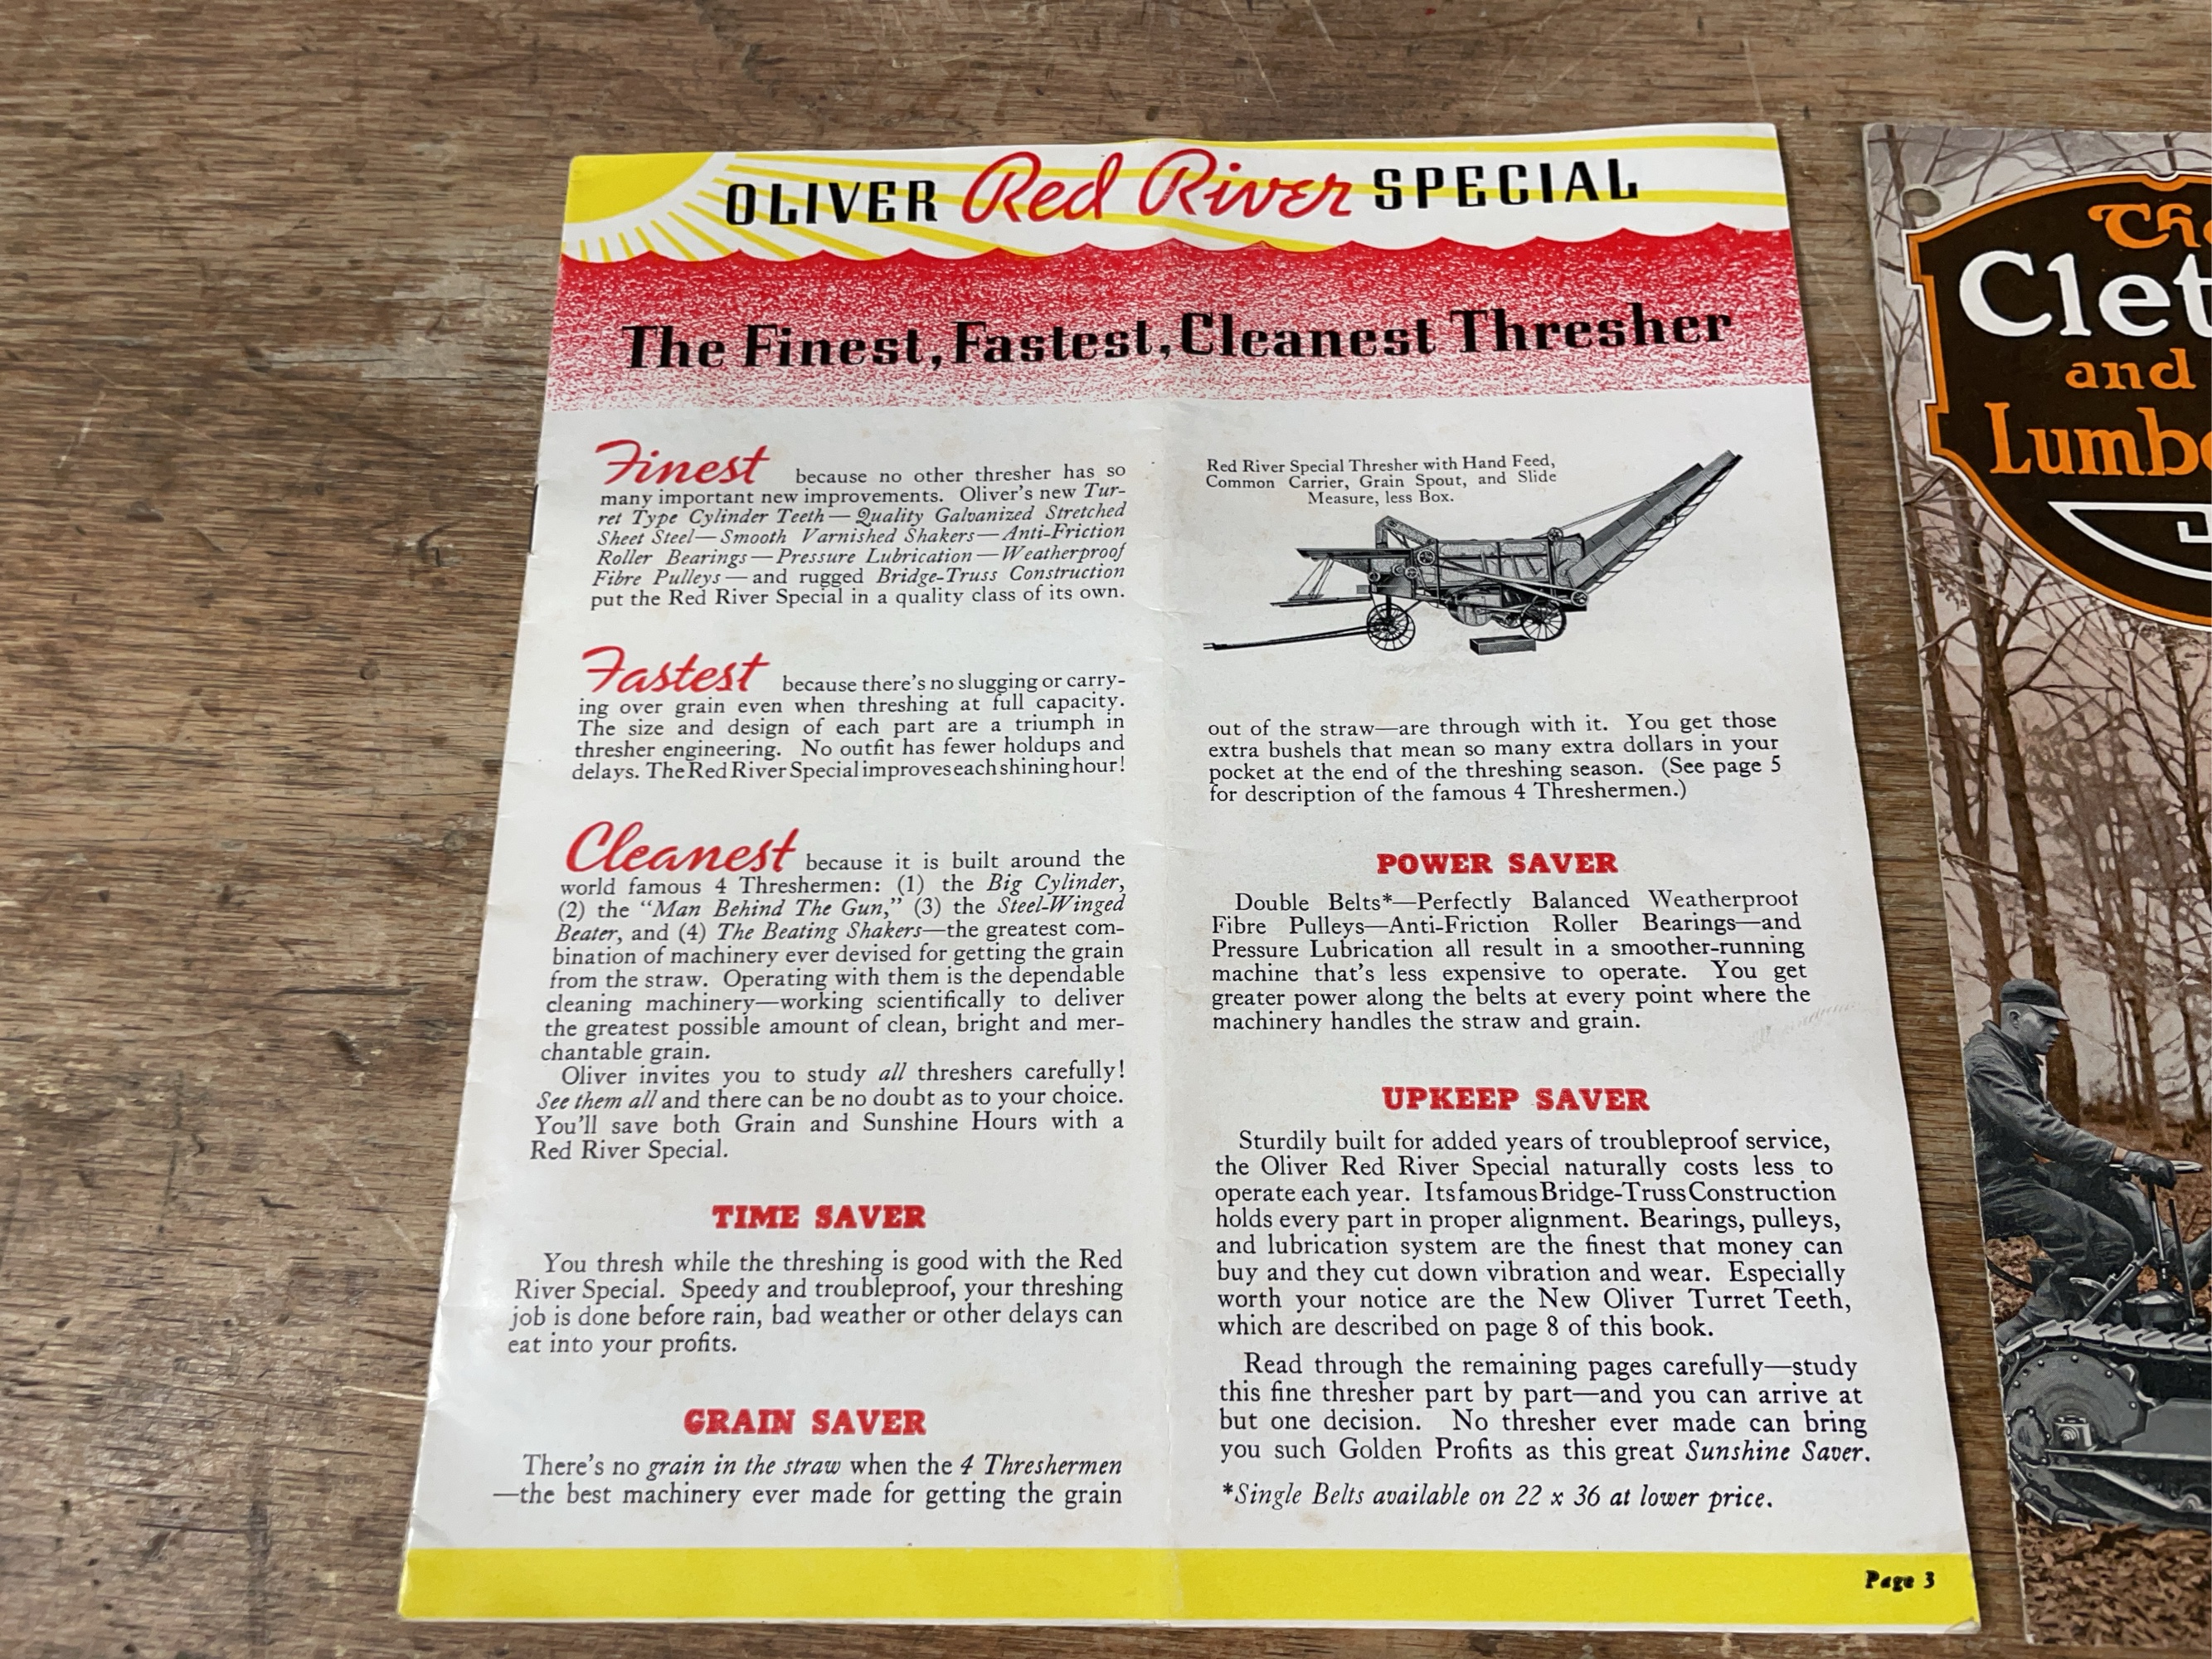 OLIVER Red River SPECIAL
The Finest, Fastest, Cleanest Thresher
Finest because no other thresher has so
many important new improvements. Oliver's new Tur-
ret Type Cylinder Teeth—Quality Galvanized Stretched
Sheet Steel—Smooth Varnished Shakers—Anti-Friction
Roller Bearings—Pressure Lubrication—Weatherproof
Fibre Pulleys—and rugged Bridge-Truss Construction
put the Red River Special in a quality class of its own.
Fastest because there's no slugging or carry-
ing over grain even when threshing at full capacity.
The size and design of each part are a triumph in
thresher engineering. No outfit has fewer holdups and
delays. The Red River Special improves each shining hour!
Cleanest because it is built around the
world famous 4 Threshermen: (1) the Big Cylinder,
(2) the "Man Behind The Gun," (3) the Steel-Winged
Beater, and (4) The Beating Shakers—the greatest com-
bination of machinery ever devised for getting the grain
from the straw. Operating with them is the dependable
cleaning machinery—working scientifically to deliver
the greatest possible amount of clean, bright and mer-
chantable grain.
Oliver invites you to study all threshers carefully!
See them all and there can be no doubt as to your choice.
You'll save both Grain and Sunshine Hours with a
Red River Special.
TIME SAVER
You thresh while the threshing is good with the Red
River Special. Speedy and troubleproof, your threshing
job is done before rain, bad weather or other delays can
eat into your profits.
GRAIN SAVER
There's no grain in the straw when the 4 Threshermen
—the best machinery ever made for getting the grain
Red River Special Thresher with Hand Feed,
Common Carrier, Grain Spout, and Slide
Measure, less Box.
out of the straw—are through with it. You get those
extra bushels that mean so many extra dollars in your
pocket at the end of the threshing season. (See page 5
for description of the famous 4 Threshermen.)
POWER SAVER
Double Belts*—Perfectly Balanced Weatherproof
Fibre Pulleys—Anti-Friction Roller Bearings—and
Pressure Lubrication all result in a smoother-running
machine that's less expensive to operate. You get
greater power along the belts at every point where the
machinery handles the straw and grain.
UPKEEP SAVER
Sturdily built for added years of troubleproof service,
the Oliver Red River Special naturally costs less to
operate each year. Its famous Bridge-Truss Construction
holds every part in proper alignment. Bearings, pulleys,
and lubrication system are the finest that money can
buy and they cut down vibration and wear. Especially
worth your notice are the New Oliver Turret Teeth,
which are described on page 8 of this book.
Read through the remaining pages carefully—study
this fine thresher part by part—and you can arrive at
but one decision. No thresher ever made can bring
you such Golden Profits as this great Sunshine Saver.
*Single Belts available on 22 x 36 at lower price.
Page 3
and